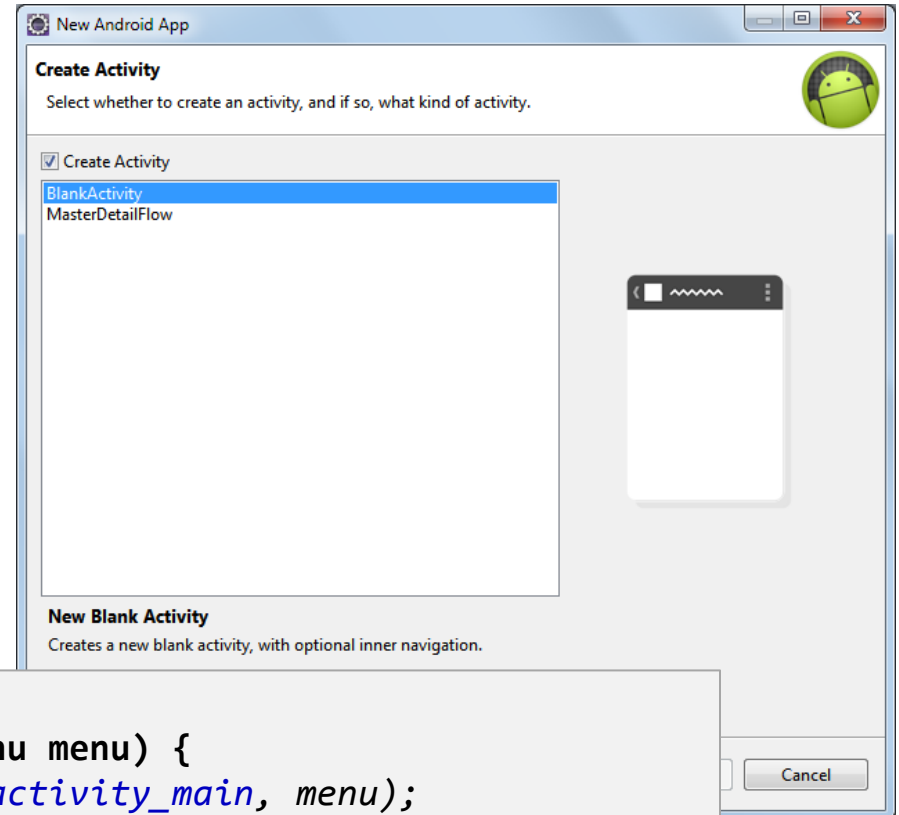 New Android App
Create Activity
Select whether to create an activity, and if so, what kind of activity.
Create Activity
BlankActivity
MasterDetailFlow
New Blank Activity
Creates a new blank activity, with optional inner navigation.
menu) {
activity_main, menu);
Cancel